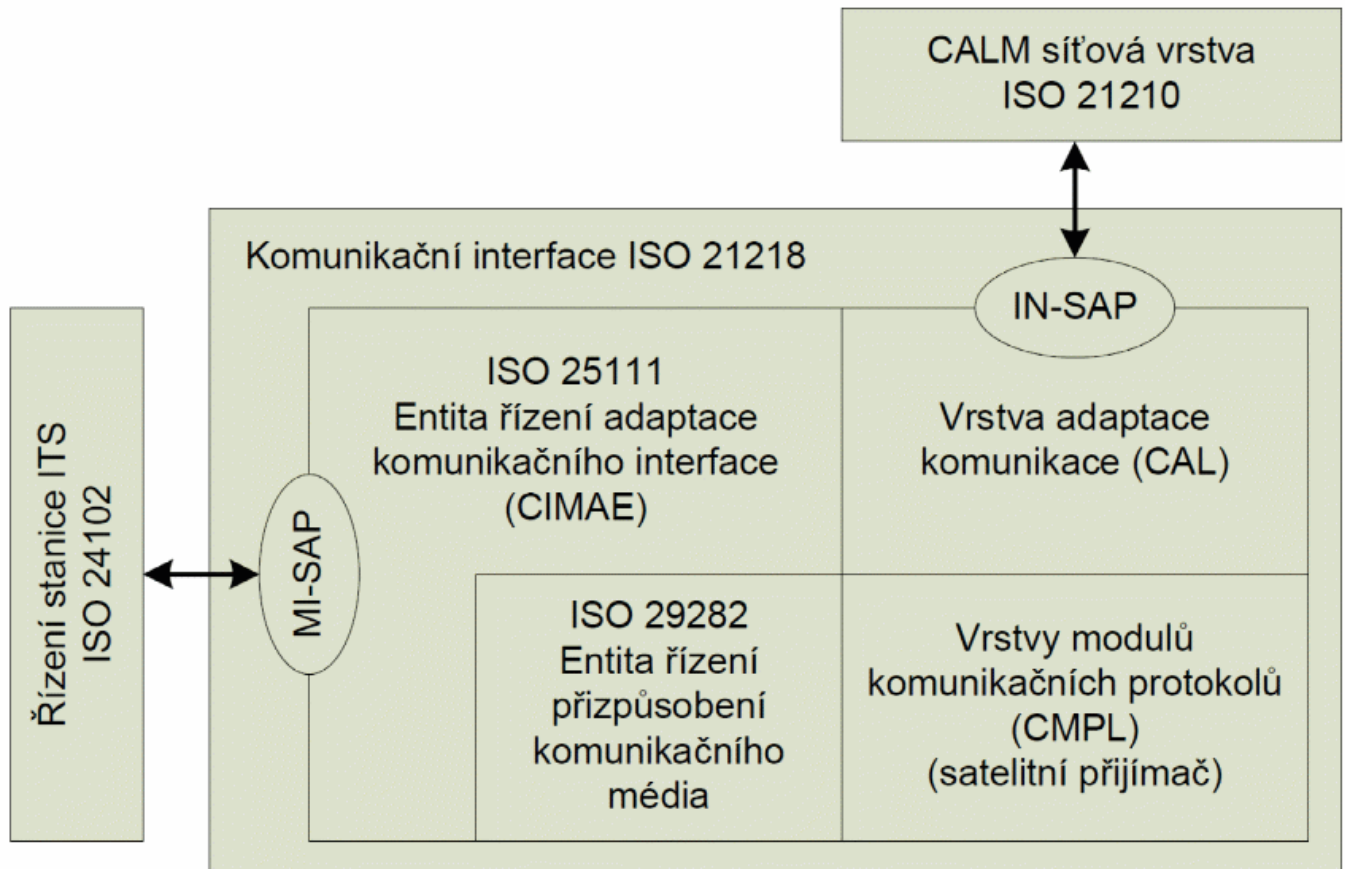 CALM síťová vrstva
ISO 21210
Komunikační interface ISO 21218
IN-SAP
ISO 25111
Entita řízení adaptace
komunikačního interface
(CIMAE)
Vrstva adaptace
komunikace (CAL)
Řízení stanice ITS
ISO 24102
MI-SAP
ISO 29282
Entita řízení
přizpůsobení
komunikačního
média
Vrstvy modulů
komunikačních protokolů
(CMPL)
(satelitní přijímač)